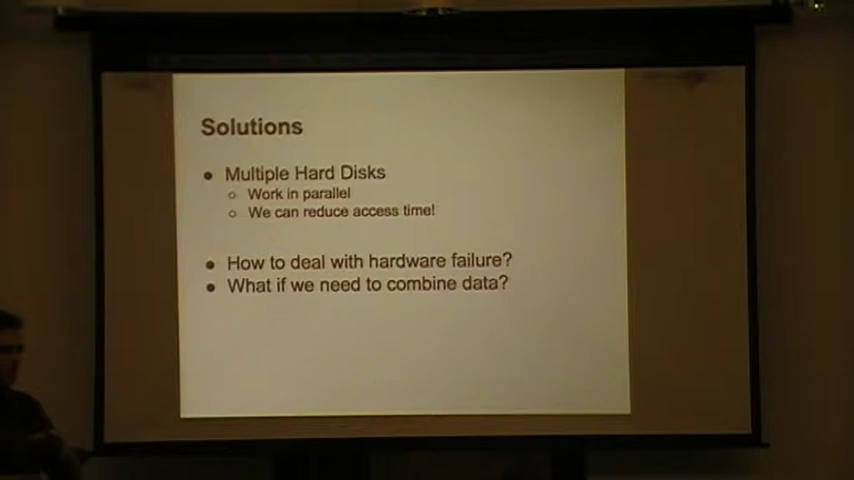 Solutions
Multiple Hard Disks
Work in parallel
We can reduce access time!
How to deal with hardware failure?
What if we need to combine data?